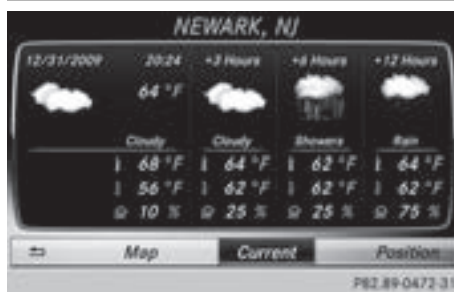 NEWARK, NJ
12/31/2009 20:24 +3 Hours +6 Hours +12 Hours
64 °F
Cloudy Cloudy Showers Rain
68 °F 64 °F 62 °F 64 °F
56 °F 62 °F 62 °F 62 °F
10 % 25 % 25 % 75 %
Map Current Position
P82.89-0472-31